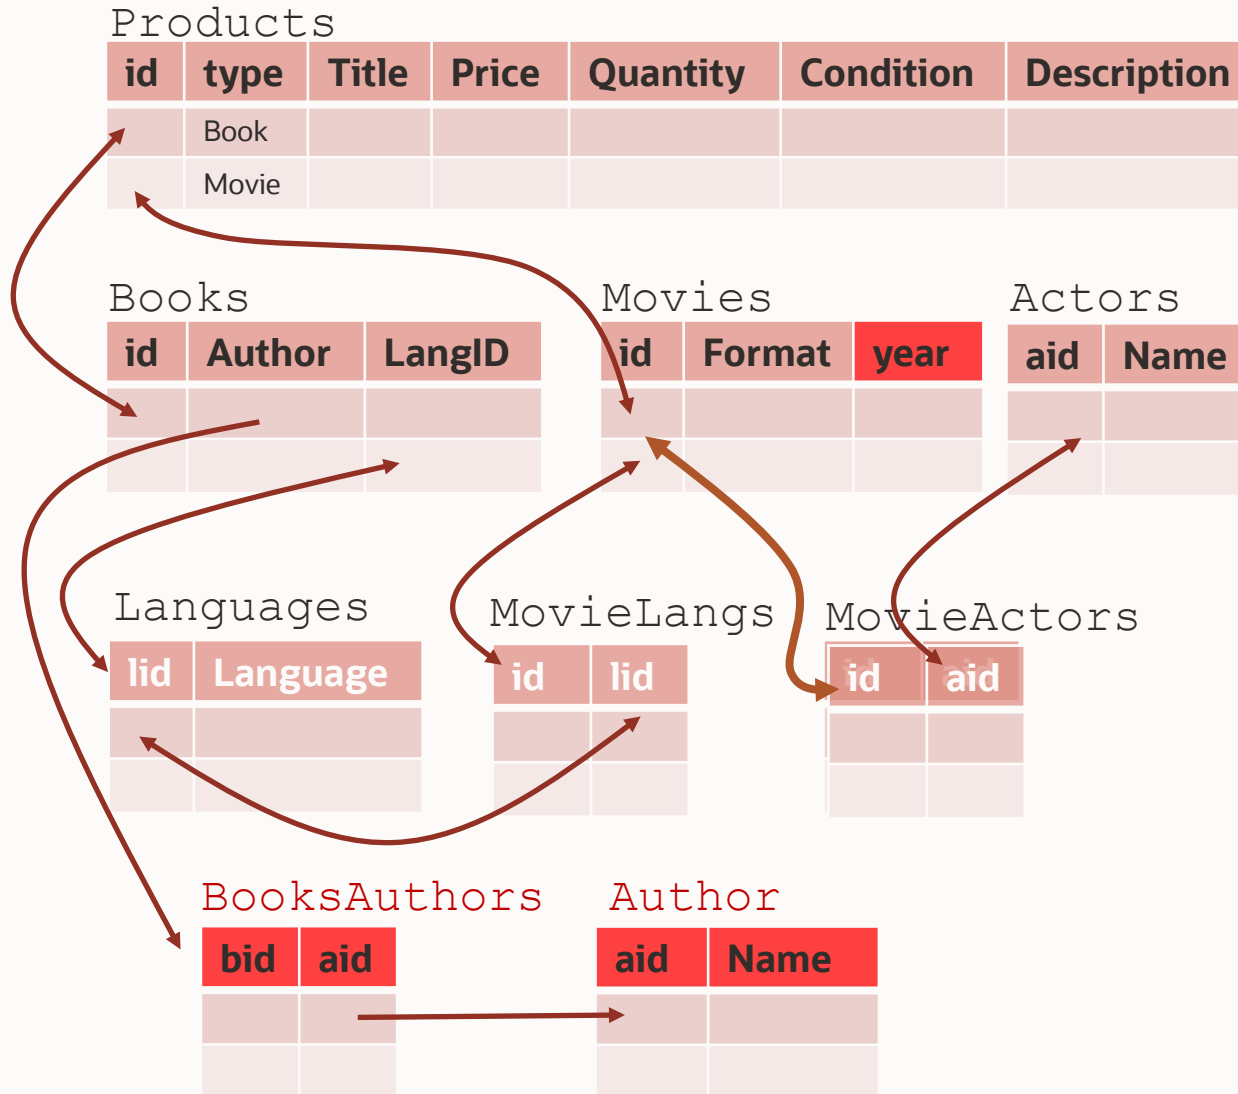 Products
id type Title Price Quantity Condition Description
Book
Movie
Books Movies Actors
id Author LangID id Format year aid Name
Languages MovieLangs MovieActors
lid Language id lid id aid
BooksAuthors Author
bid aid aid Name